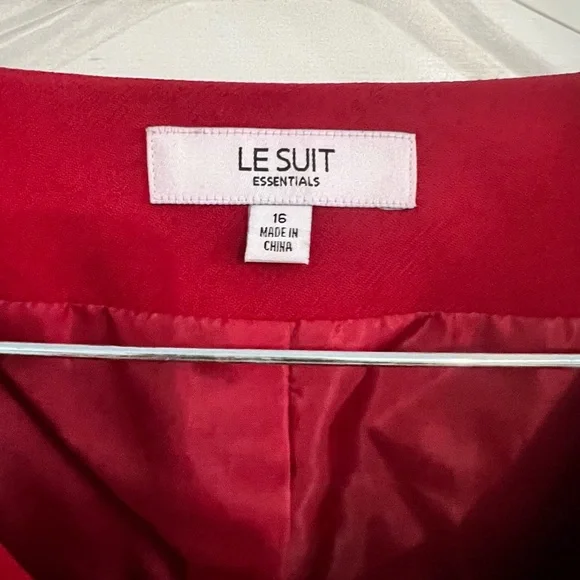 LE SUIT
ESSENTIALS
16
MADE IN
CHINA